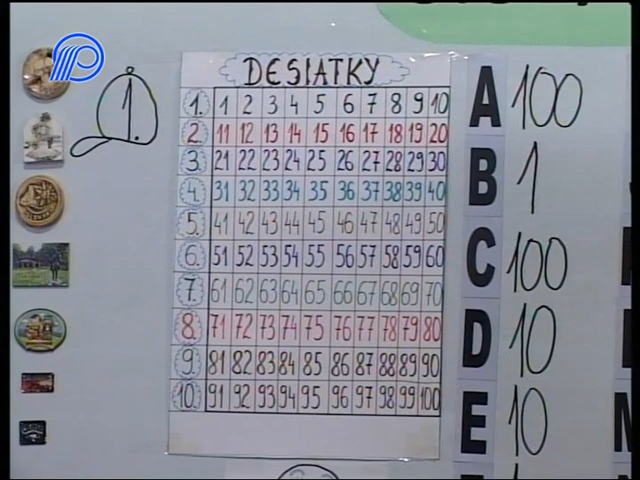 DESIATKY
1. 1 2 3 4 5 6 7 8 9 10
2. 11 12 13 14 15 16 17 18 19 20
3. 21 22 23 24 25 26 27 28 29 30
4. 31 32 33 34 35 36 37 38 39 40
5. 41 42 43 44 45 46 47 48 49 50
6. 51 52 53 54 55 56 57 58 59 60
7. 61 62 63 64 65 66 67 68 69 70
8. 71 72 73 74 75 76 77 78 79 80
9. 81 82 83 84 85 86 87 88 89 90
10. 91 92 93 94 95 96 97 98 99 100
1.
A 100
B 1
C 100
D 10
E 10